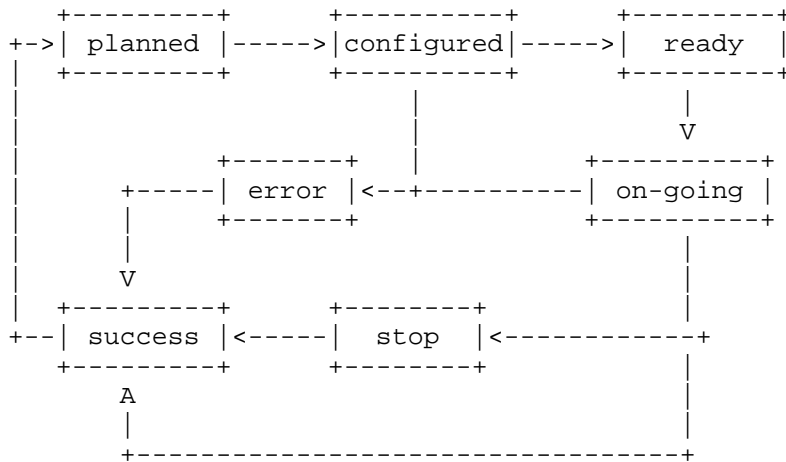 planned configured ready
error on-going
success stop